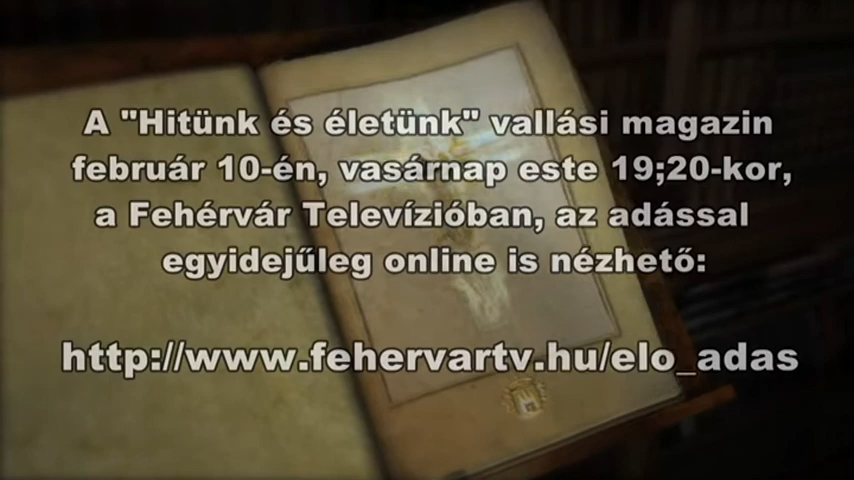 A "Hitünk és életünk" vallási magazin
február 10-én, vasárnap este 19;20-kor,
a Fehérvár Televízióban, az adással
egyidejűleg online is nézhető:
http://www.fehervartv.hu/elo_adas